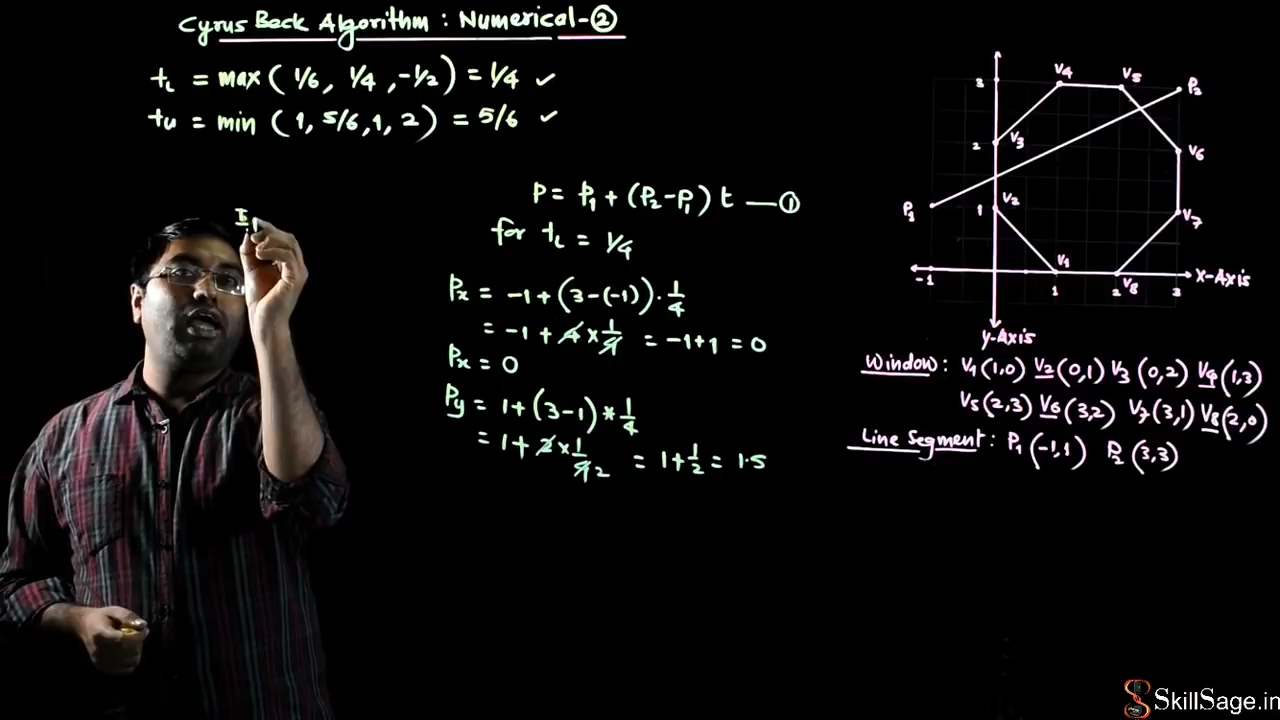 Cyrus Beck Algorithm : Numerical-②
tL = max ( 1/6, 1/4, -1/2 ) = 1/4 ✓
tu = min ( 1, 5/6, 1, 2 ) = 5/6 ✓
P = P1 + (P2 - P1) t — ①
for tL = 1/4
Px = -1 + (3-(-1)) · 1/4
= -1 + 4 × 1/4 = -1+1 = 0
Px = 0
Py = 1 + (3-1) * 1/4
= 1 + 2 × 1/4 2 = 1 + 1/2 = 1.5
3
V4
V5
P2
2
V3
V6
P1
1
V2
V7
V1
V8
-1
1
2
3
X-Axis
Y-Axis
Window : V1(1,0) V2(0,1) V3(0,2) V4(1,3)
V5(2,3) V6(3,2) V7(3,1) V8(2,0)
Line Segment : P1(-1,1) P2(3,3)
SkillSage.in